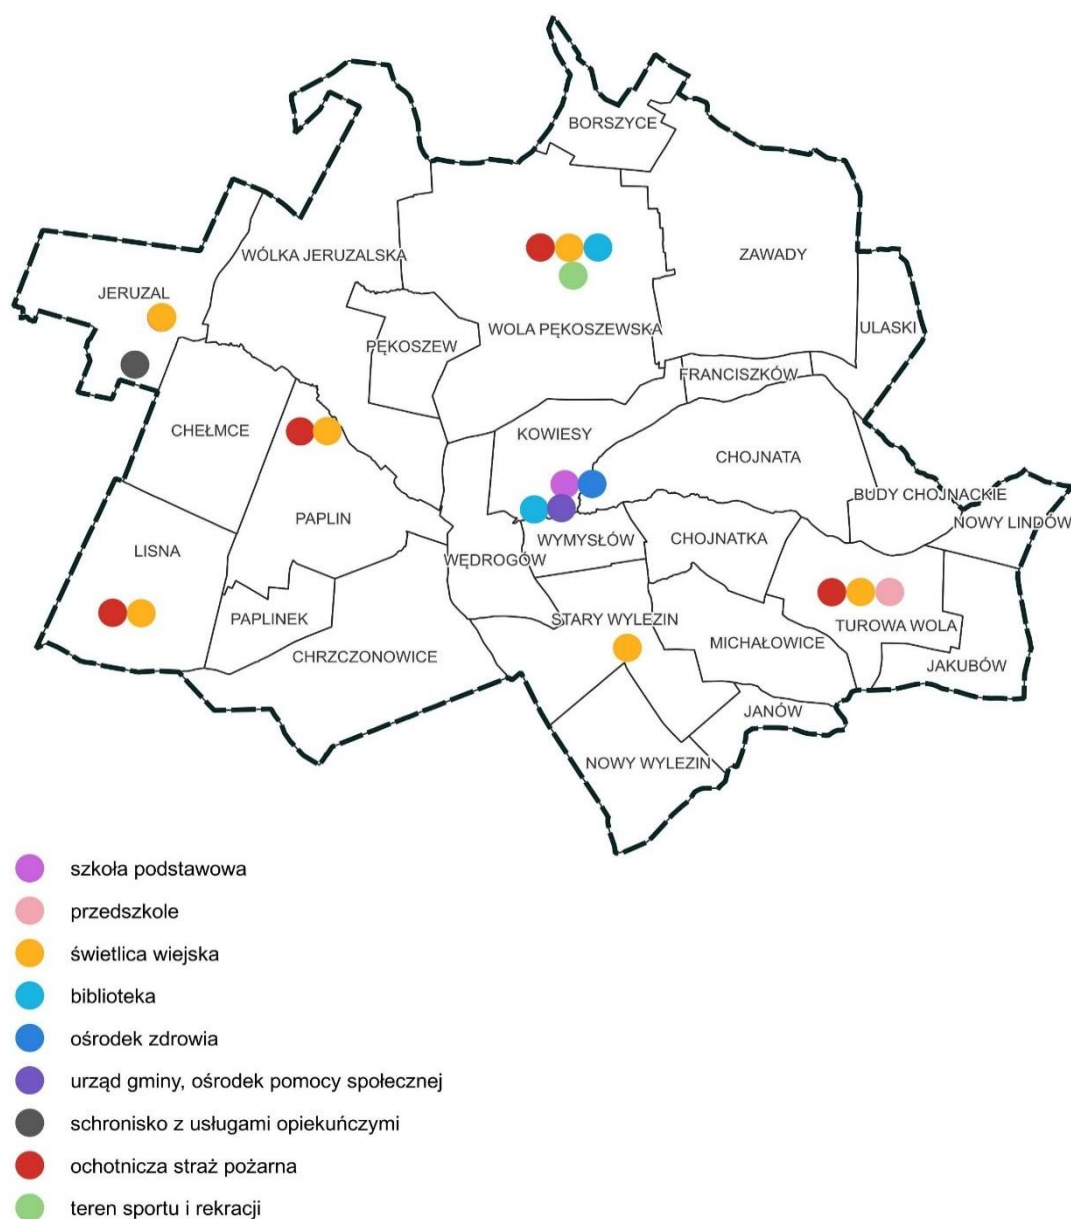 BORSZYCE
WÓLKA JERUZALSKA
ZAWADY
JERUZAL
WOLA PĘKOSZEWSKA
ULASKI
PĘKOSZEW
FRANCISZKÓW
CHEŁMCE
KOWIESY
CHOJNATA
BUDY CHOJNACKIE
PAPLIN
NOWY LINDÓW
LISNA
WYMYSŁÓW
CHOJNATKA
WĘDROGÓW
PAPLINEK
STARY WYLEZIN
TUROWA WOLA
MICHAŁOWICE
CHRZCZONOWICE
JAKUBÓW
JANÓW
NOWY WYLEZIN
szkoła podstawowa
przedszkole
świetlica wiejska
biblioteka
ośrodek zdrowia
urząd gminy, ośrodek pomocy społecznej
schronisko z usługami opiekuńczymi
ochotnicza straż pożarna
teren sportu i rekracji